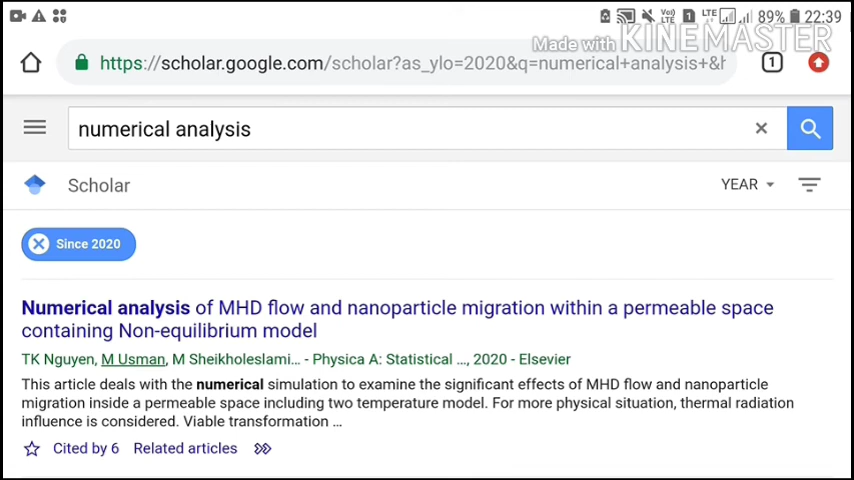 Vo)) LTE 1 LTE 89% 22:39
Made with KINEMASTER
https://scholar.google.com/scholar?as_ylo=2020&q=numerical+analysis+&h
1
numerical analysis
Scholar
YEAR
Since 2020
Numerical analysis of MHD flow and nanoparticle migration within a permeable space
containing Non-equilibrium model
TK Nguyen, M Usman, M Sheikholeslami... - Physica A: Statistical ..., 2020 - Elsevier
This article deals with the numerical simulation to examine the significant effects of MHD flow and nanoparticle
migration inside a permeable space including two temperature model. For more physical situation, thermal radiation
influence is considered. Viable transformation ...
Cited by 6 Related articles